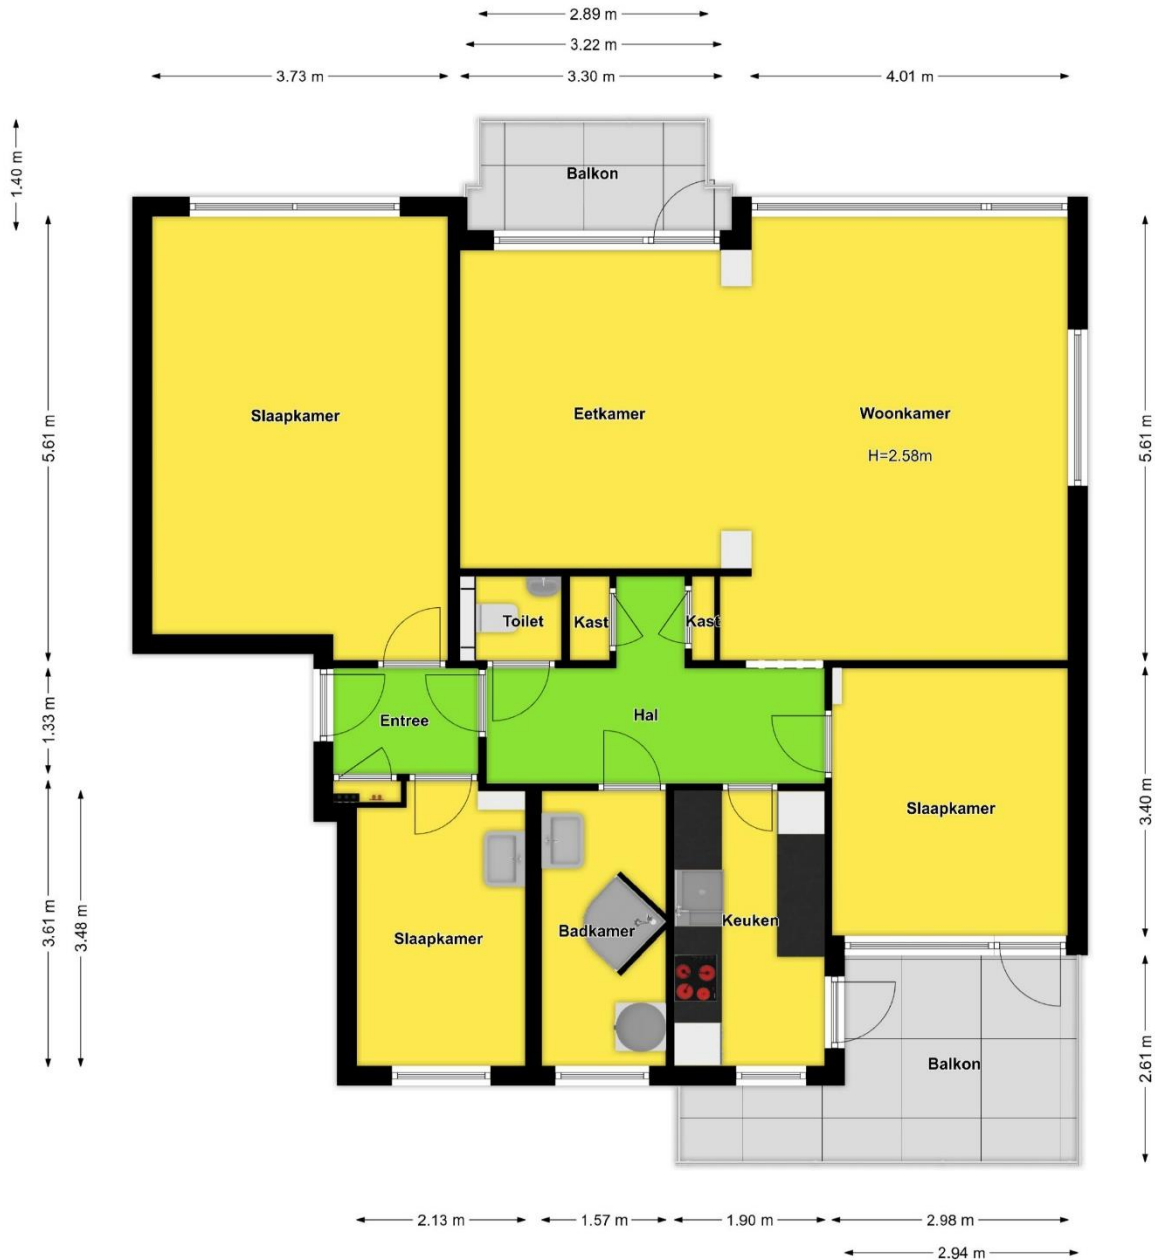 2.89 m
3.22 m
3.73 m
3.30 m
4.01 m
1.40 m
Balkon
5.61 m
Slaapkamer
Eetkamer
Woonkamer
H=2.58m
5.61 m
Toilet
Kast
Kast
1.33 m
Entree
Hal
Slaapkamer
3.40 m
3.61 m
3.48 m
Slaapkamer
Badkamer
Keuken
Balkon
2.61 m
2.13 m
1.57 m
1.90 m
2.98 m
2.94 m